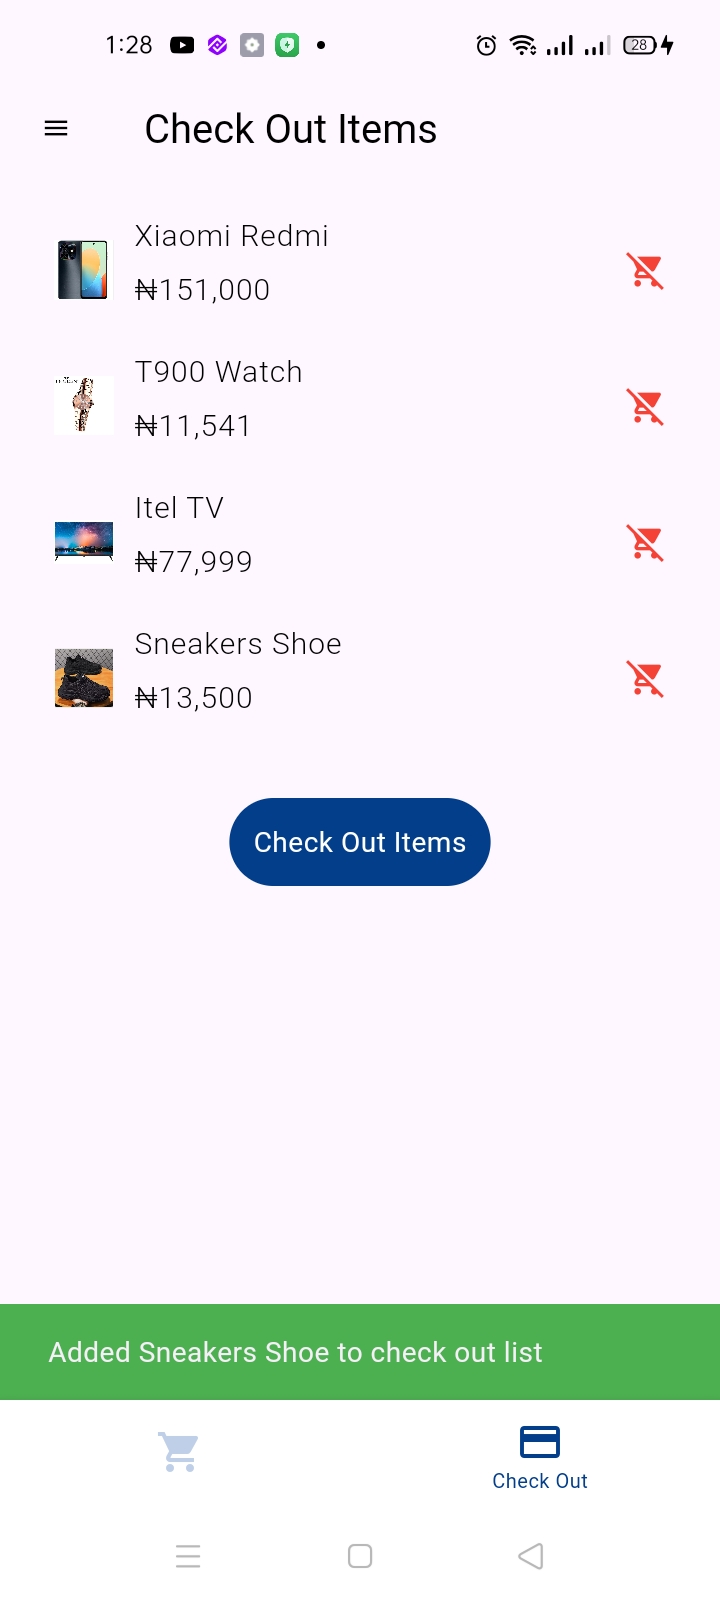 1:28
28
Check Out Items
Xiaomi Redmi
₦151,000
T900 Watch
₦11,541
Itel TV
₦77,999
Sneakers Shoe
₦13,500
Check Out Items
Added Sneakers Shoe to check out list
Check Out